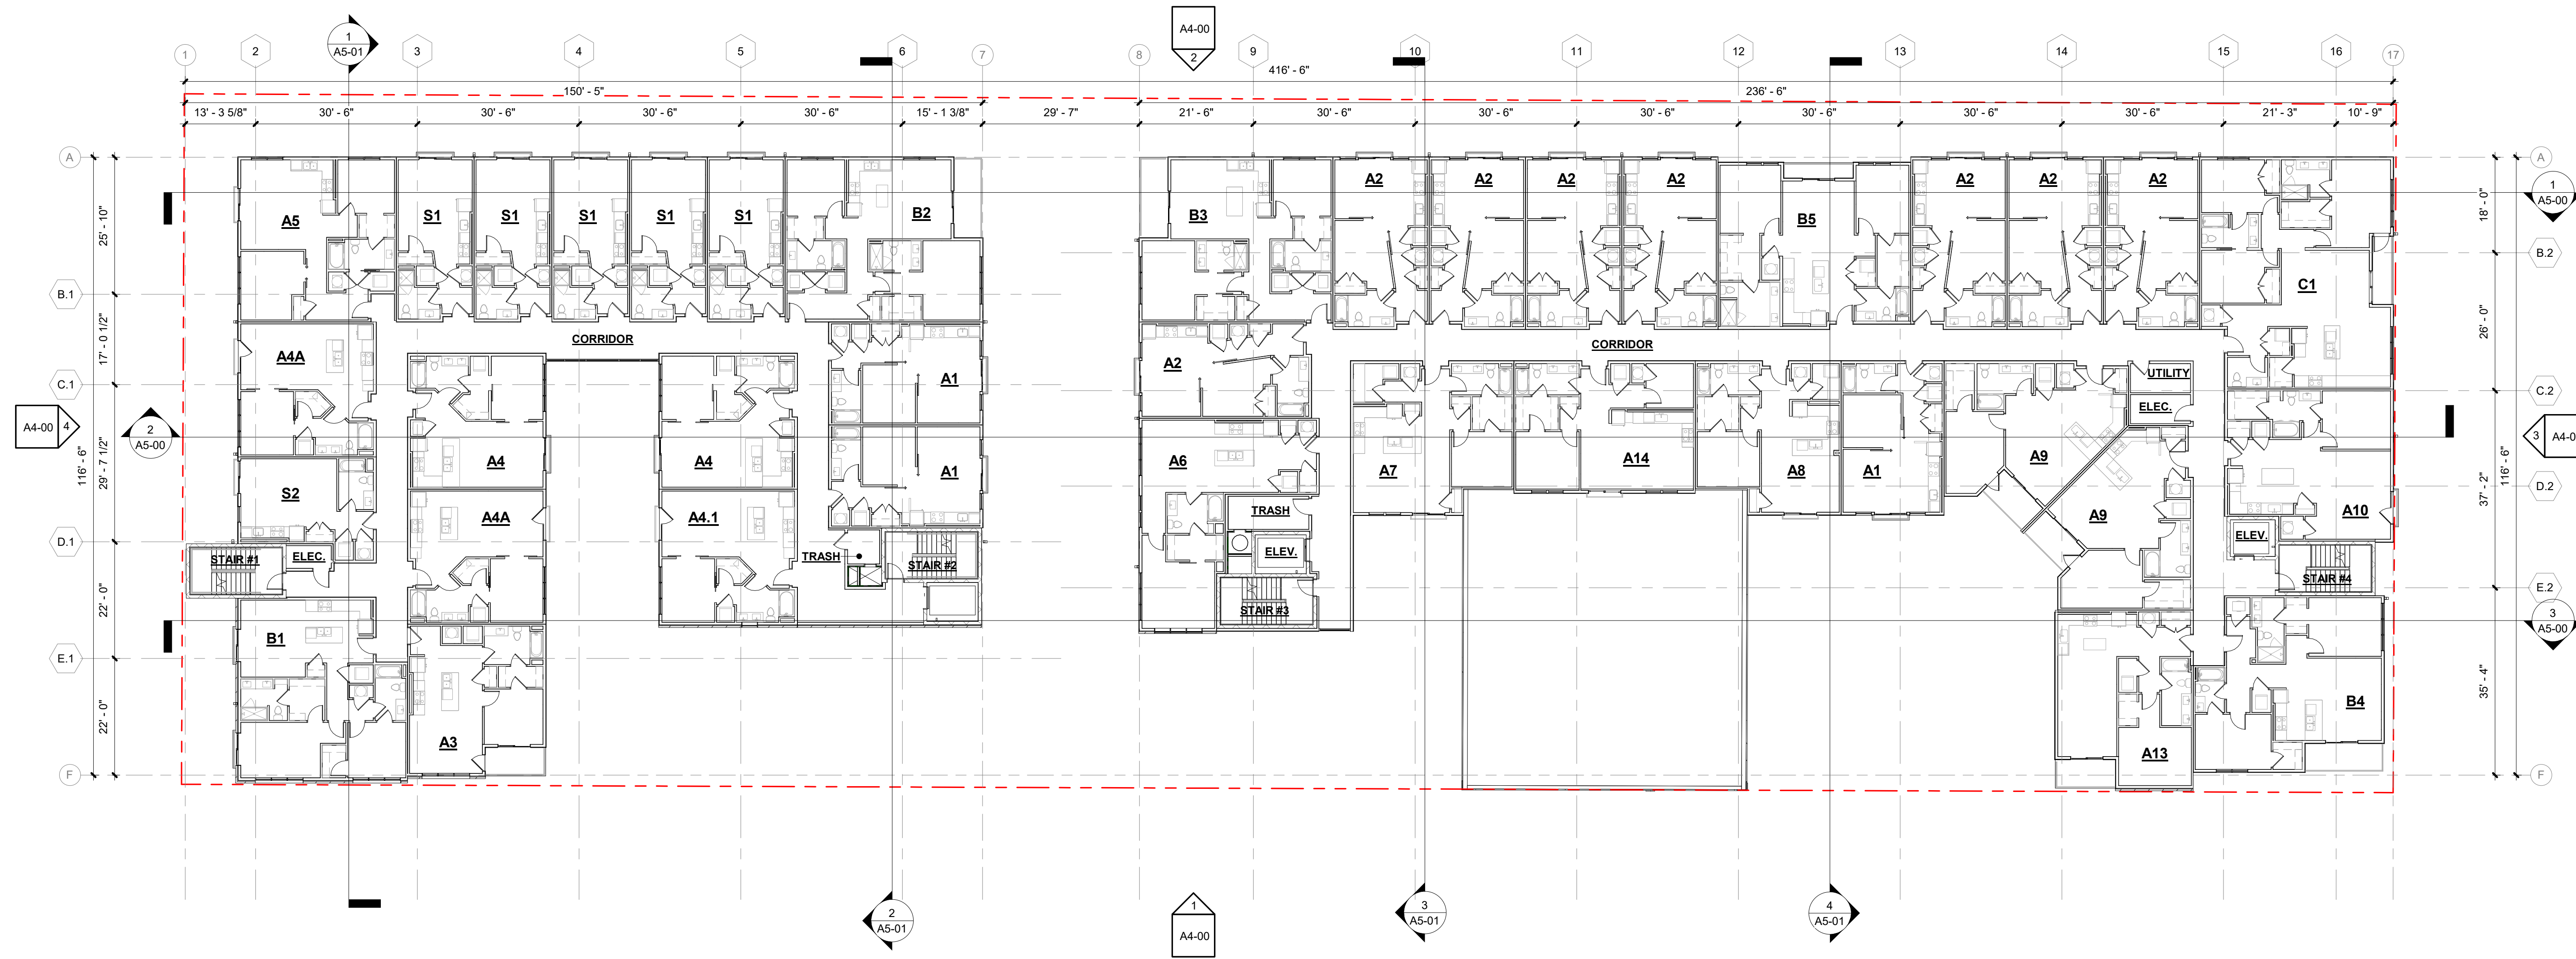 A4-00
2
1
A5-01
1
2
3
4
5
6
7
8
9
10
11
12
13
14
15
16
17
416' - 6"
150' - 5"
236' - 6"
13' - 3 5/8"
30' - 6"
30' - 6"
30' - 6"
30' - 6"
15' - 1 3/8"
29' - 7"
21' - 6"
30' - 6"
30' - 6"
30' - 6"
30' - 6"
30' - 6"
30' - 6"
21' - 3"
10' - 9"
A
A
A5
S1
S1
S1
S1
S1
B2
B3
A2
A2
A2
A2
B5
A2
A2
A2
1
A5-00
25' - 10"
18' - 0"
B.2
B.1
C1
17' - 0 1/2"
26' - 0"
CORRIDOR
CORRIDOR
A4A
A1
A2
UTILITY
C.1
C.2
ELEC.
A4-00
4
2
A5-00
3
A4-0
116' - 6"
29' - 7 1/2"
A4
A4
A1
A6
A7
A14
A8
A1
A9
37' - 2"
116' - 6"
S2
D.2
A4A
A4.1
TRASH
A9
A10
D.1
STAIR #1
ELEC.
TRASH
STAIR #2
ELEV.
ELEV.
STAIR #4
E.2
22' - 0"
STAIR #3
B1
3
A5-00
E.1
22' - 0"
35' - 4"
A3
B4
A13
F
F
2
A5-01
1
A4-00
3
A5-01
4
A5-01